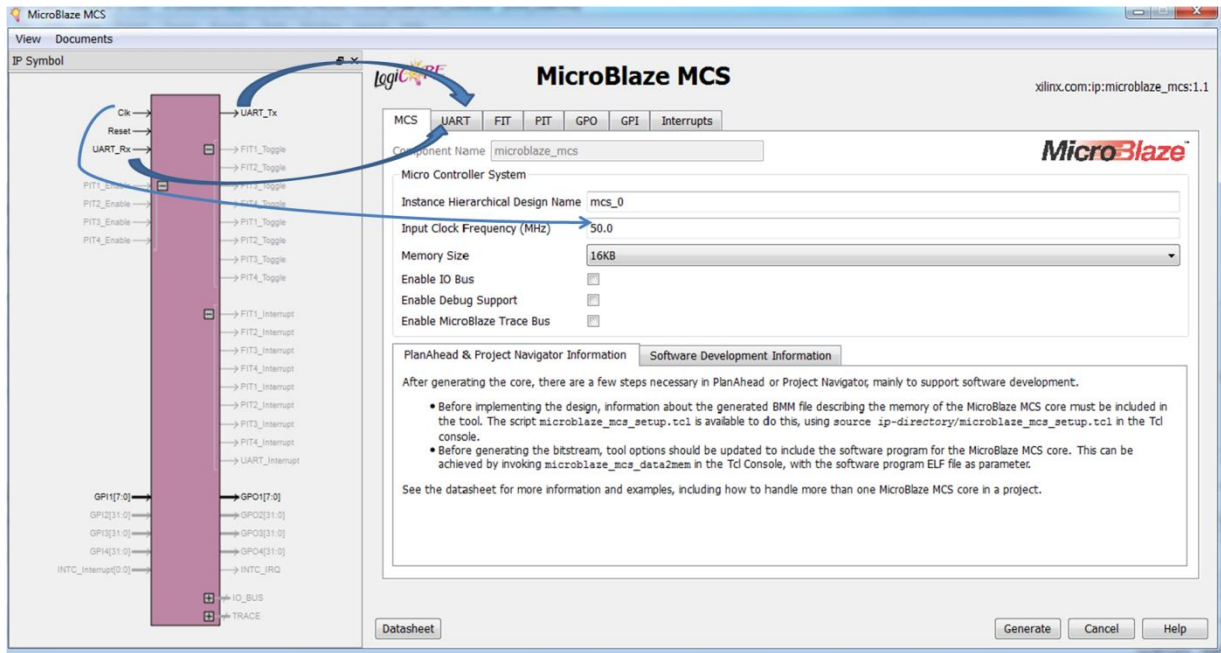 MicroBlaze MCS
View Documents
IP Symbol
Clk
Reset
UART_Rx
PIT1_Enable
PIT2_Enable
PIT3_Enable
PIT4_Enable
GPI1[7:0]
GPI2[31:0]
GPI3[31:0]
GPI4[31:0]
INTC_Interrupt[0:0]
UART_Tx
FIT1_Toggle
FIT2_Toggle
FIT3_Toggle
FIT4_Toggle
PIT1_Toggle
PIT2_Toggle
PIT3_Toggle
PIT4_Toggle
FIT1_Interrupt
FIT2_Interrupt
FIT3_Interrupt
FIT4_Interrupt
PIT1_Interrupt
PIT2_Interrupt
PIT3_Interrupt
PIT4_Interrupt
UART_Interrupt
GPO1[7:0]
GPO2[31:0]
GPO3[31:0]
GPO4[31:0]
INTC_IRQ
IO_BUS
TRACE
LogiCORE
MicroBlaze MCS
xilinx.com:ip:microblaze_mcs:1.1
MCS UART FIT PIT GPO GPI Interrupts
Component Name microblaze_mcs
MicroBlaze
Micro Controller System
Instance Hierarchical Design Name mcs_0
Input Clock Frequency (MHz) 50.0
Memory Size 16KB
Enable IO Bus
Enable Debug Support
Enable MicroBlaze Trace Bus
PlanAhead & Project Navigator Information Software Development Information
After generating the core, there are a few steps necessary in PlanAhead or Project Navigator, mainly to support software development.
• Before implementing the design, information about the generated BMM file describing the memory of the MicroBlaze MCS core must be included in
the tool. The script microblaze_mcs_setup.tcl is available to do this, using source ip-directory/microblaze_mcs_setup.tcl in the Tcl
console.
• Before generating the bitstream, tool options should be updated to include the software program for the MicroBlaze MCS core. This can be
achieved by invoking microblaze_mcs_data2mem in the Tcl Console, with the software program ELF file as parameter.
See the datasheet for more information and examples, including how to handle more than one MicroBlaze MCS core in a project.
Datasheet Generate Cancel Help